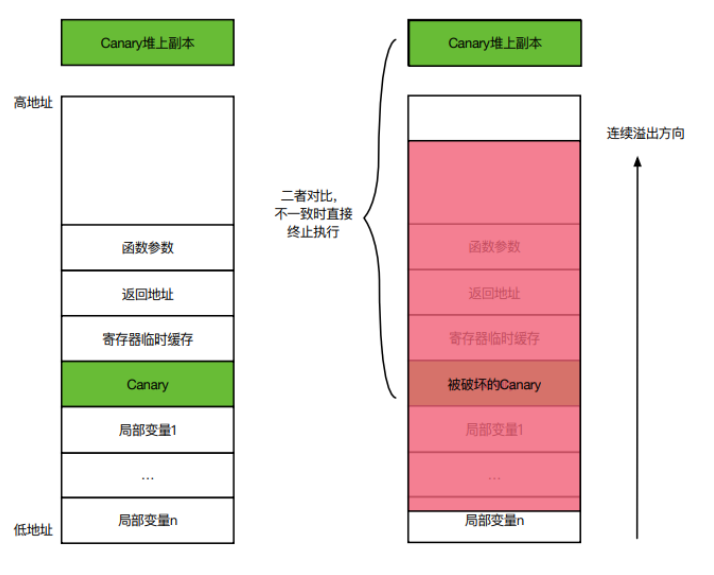 Canary堆上副本
高地址
函数参数
返回地址
寄存器临时缓存
Canary
局部变量1
...
局部变量n
低地址
二者对比,
不一致时直接
终止执行
Canary堆上副本
函数参数
返回地址
寄存器临时缓存
被破坏的Canary
局部变量1
...
局部变量n
连续溢出方向